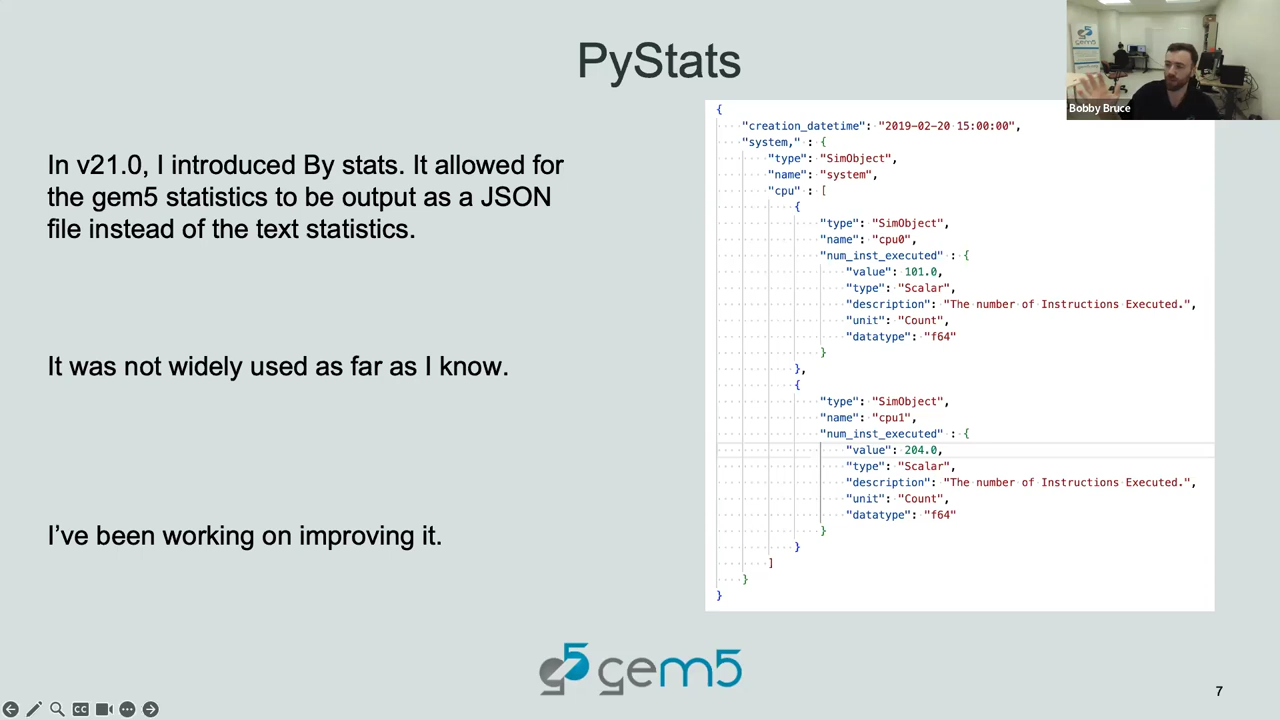 PyStats
gem5
Bobby Bruce
In v21.0, I introduced By stats. It allowed for
the gem5 statistics to be output as a JSON
file instead of the text statistics.
It was not widely used as far as I know.
I've been working on improving it.
{
"creation_datetime": "2019-02-20 15:00:00",
"system," : {
"type": "SimObject",
"name": "system",
"cpu" : [
{
"type": "SimObject",
"name": "cpu0",
"num_inst_executed" : {
"value": 101.0,
"type": "Scalar",
"description": "The number of Instructions Executed.",
"unit": "Count",
"datatype": "f64"
}
},
{
"type": "SimObject",
"name": "cpu1",
"num_inst_executed" : {
"value": 204.0,
"type": "Scalar",
"description": "The number of Instructions Executed.",
"unit": "Count",
"datatype": "f64"
}
}
]
}
}
g5 gem5
7
CC